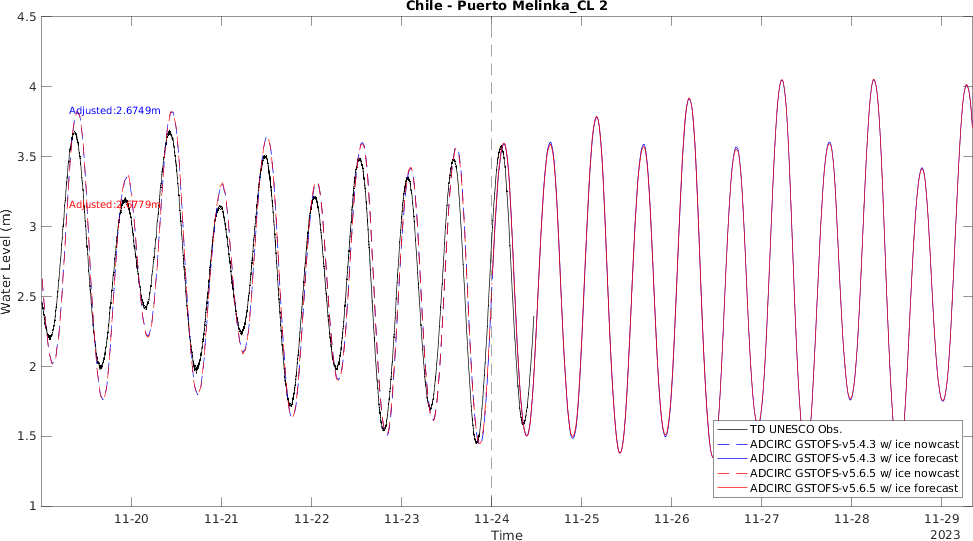 Chile - Puerto Melinka_CL 2
4.5
4
3.5
3
2.5
2
1.5
1
Water Level (m)
Adjusted:2.6749m
Adjusted:2.6779m
TD UNESCO Obs.
ADCIRC GSTOFS-v5.4.3 w/ ice nowcast
ADCIRC GSTOFS-v5.4.3 w/ ice forecast
ADCIRC GSTOFS-v5.6.5 w/ ice nowcast
ADCIRC GSTOFS-v5.6.5 w/ ice forecast
11-20 11-21 11-22 11-23 11-24 11-25 11-26 11-27 11-28 11-29
2023
Time